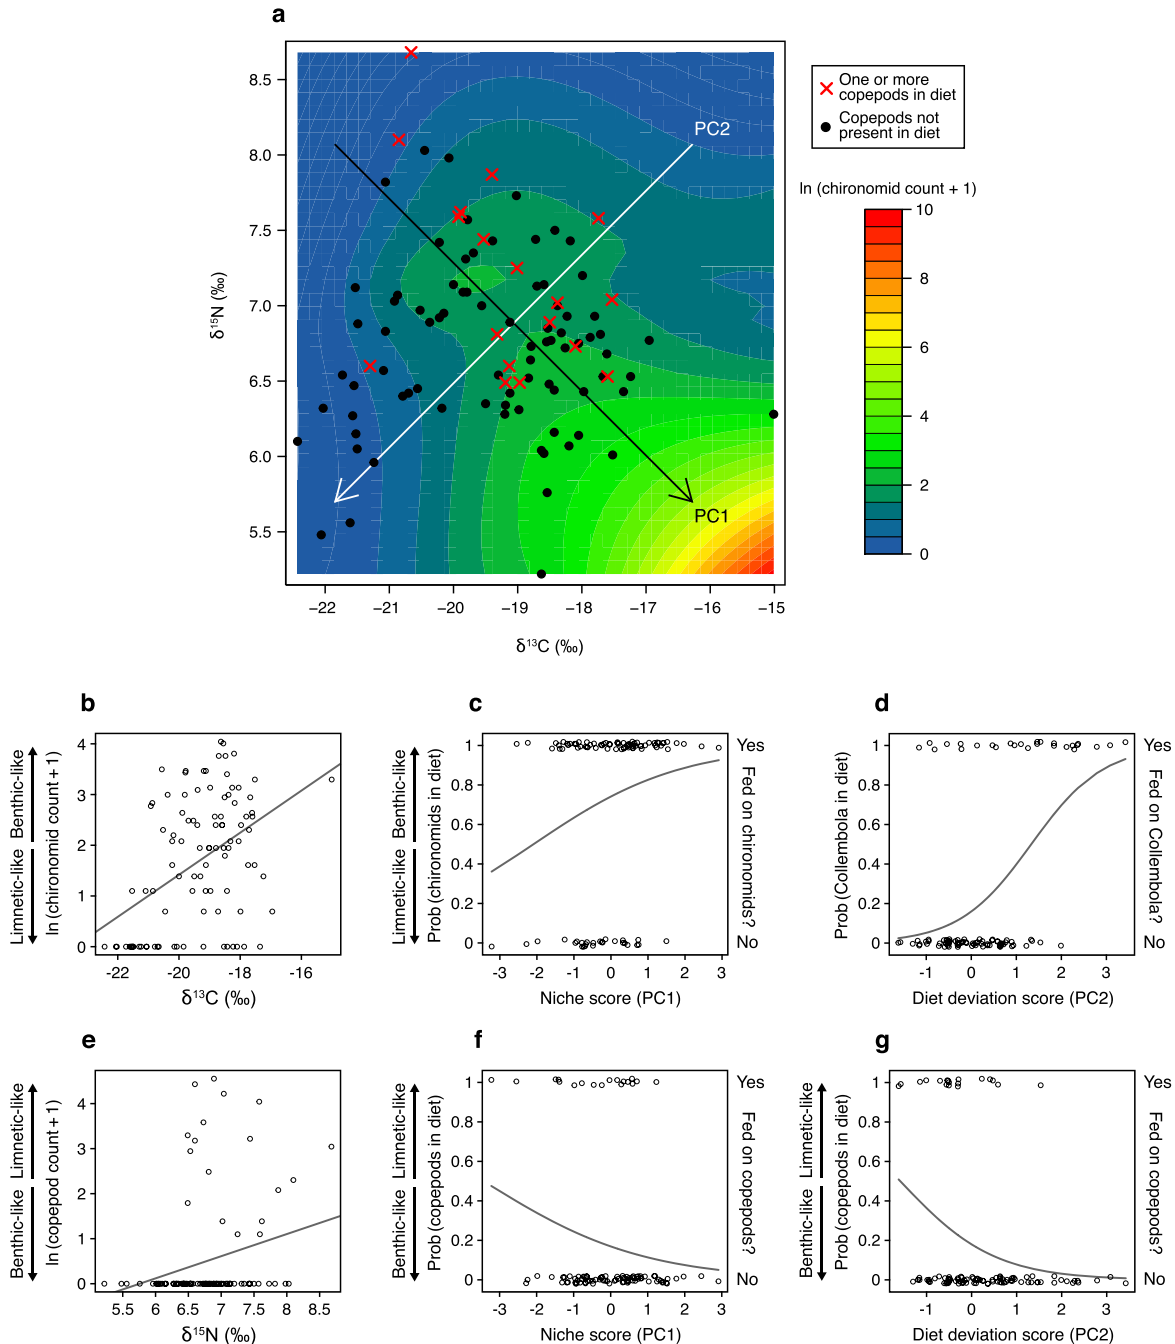 a
8.5
8.0
7.5
7.0
6.5
6.0
5.5
δ15N (‰)
PC2
PC1
−22
−21
−20
−19
−18
−17
−16
−15
δ13C (‰)
One or more
copepods in diet
Copepods not
present in diet
ln (chironomid count + 1)
10
8
6
4
2
0
b
Limnetic-like
Benthic-like
ln (chironomid count + 1)
4
3
2
1
0
-22
-20
-18
-16
δ13C (‰)
c
Limnetic-like
Benthic-like
Prob (chironomids in diet)
1
0.8
0.6
0.4
0.2
0
-3
-2
-1
0
1
2
3
Niche score (PC1)
Yes
Fed on chironomids?
No
d
Prob (Collembola in diet)
1
0.8
0.6
0.4
0.2
0
-1
0
1
2
3
Diet deviation score (PC2)
Yes
Fed on Collembola?
No
e
Benthic-like
Limnetic-like
ln (copepod count + 1)
4
3
2
1
0
5.5
6
6.5
7
7.5
8
8.5
δ15N (‰)
f
Benthic-like
Limnetic-like
Prob (copepods in diet)
1
0.8
0.6
0.4
0.2
0
-3
-2
-1
0
1
2
3
Niche score (PC1)
Yes
Fed on copepods?
No
g
Benthic-like
Limnetic-like
Prob (copepods in diet)
1
0.8
0.6
0.4
0.2
0
-1
0
1
2
3
Diet deviation score (PC2)
Yes
Fed on copepods?
No